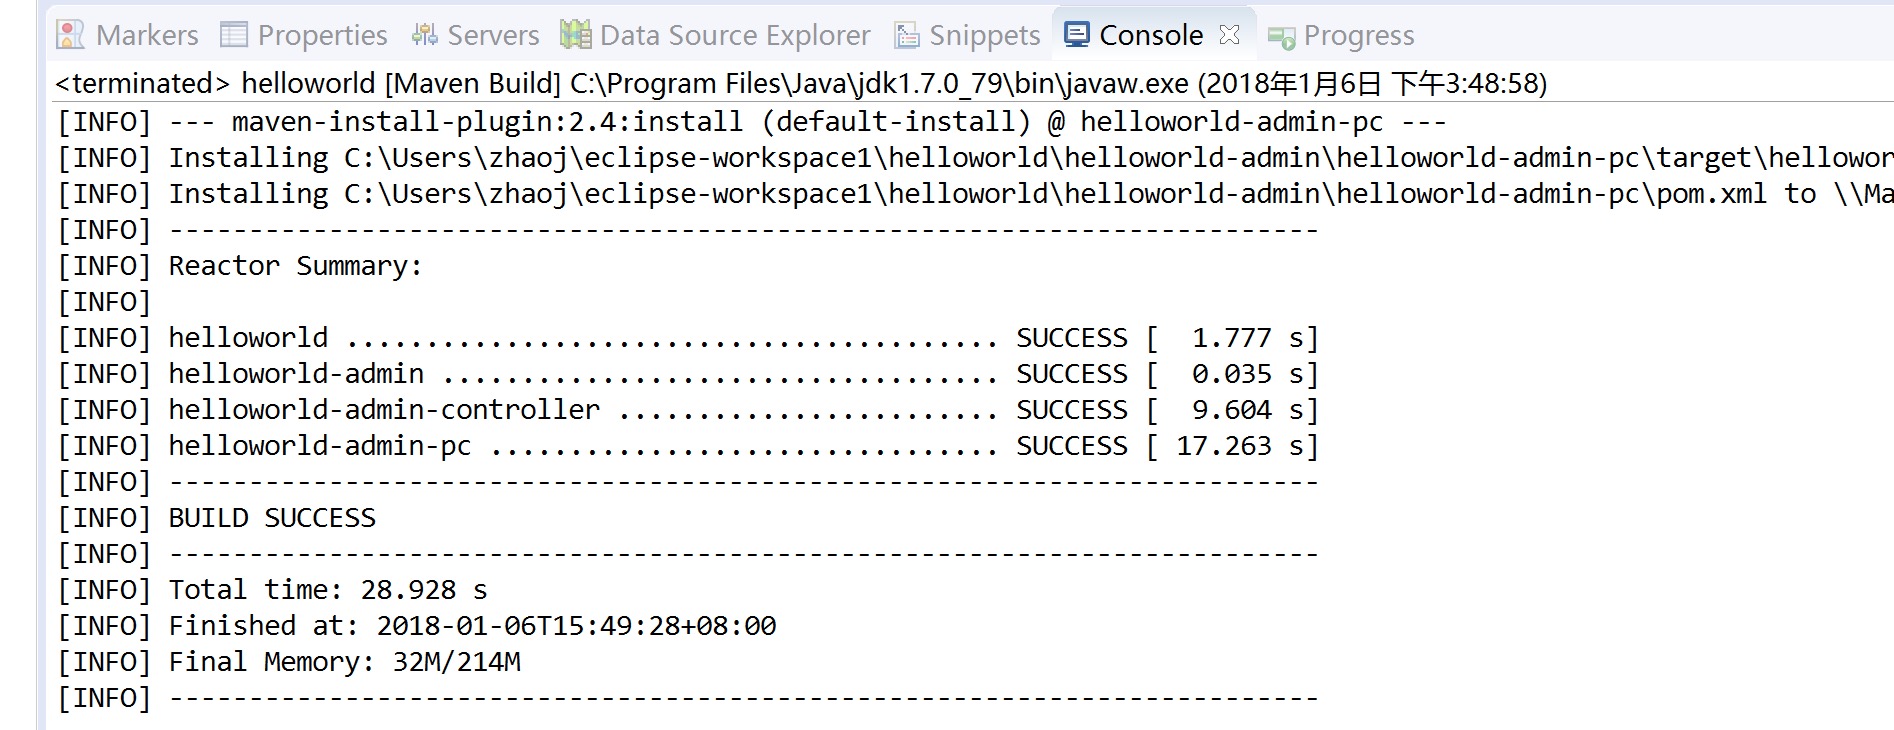 Markers Properties Servers Data Source Explorer Snippets Console Progress
<terminated> helloworld [Maven Build] C:\Program Files\Java\jdk1.7.0_79\bin\javaw.exe (2018年1月6日 下午3:48:58)
[INFO] --- maven-install-plugin:2.4:install (default-install) @ helloworld-admin-pc ---
[INFO] Installing C:\Users\zhaoj\eclipse-workspace1\helloworld\helloworld-admin\helloworld-admin-pc\target\hellowor
[INFO] Installing C:\Users\zhaoj\eclipse-workspace1\helloworld\helloworld-admin\helloworld-admin-pc\pom.xml to \\Ma
[INFO] ------------------------------------------------------------------------
[INFO] Reactor Summary:
[INFO]
[INFO] helloworld ......................................... SUCCESS [  1.777 s]
[INFO] helloworld-admin ................................... SUCCESS [  0.035 s]
[INFO] helloworld-admin-controller ........................ SUCCESS [  9.604 s]
[INFO] helloworld-admin-pc ................................ SUCCESS [ 17.263 s]
[INFO] ------------------------------------------------------------------------
[INFO] BUILD SUCCESS
[INFO] ------------------------------------------------------------------------
[INFO] Total time: 28.928 s
[INFO] Finished at: 2018-01-06T15:49:28+08:00
[INFO] Final Memory: 32M/214M
[INFO] ------------------------------------------------------------------------